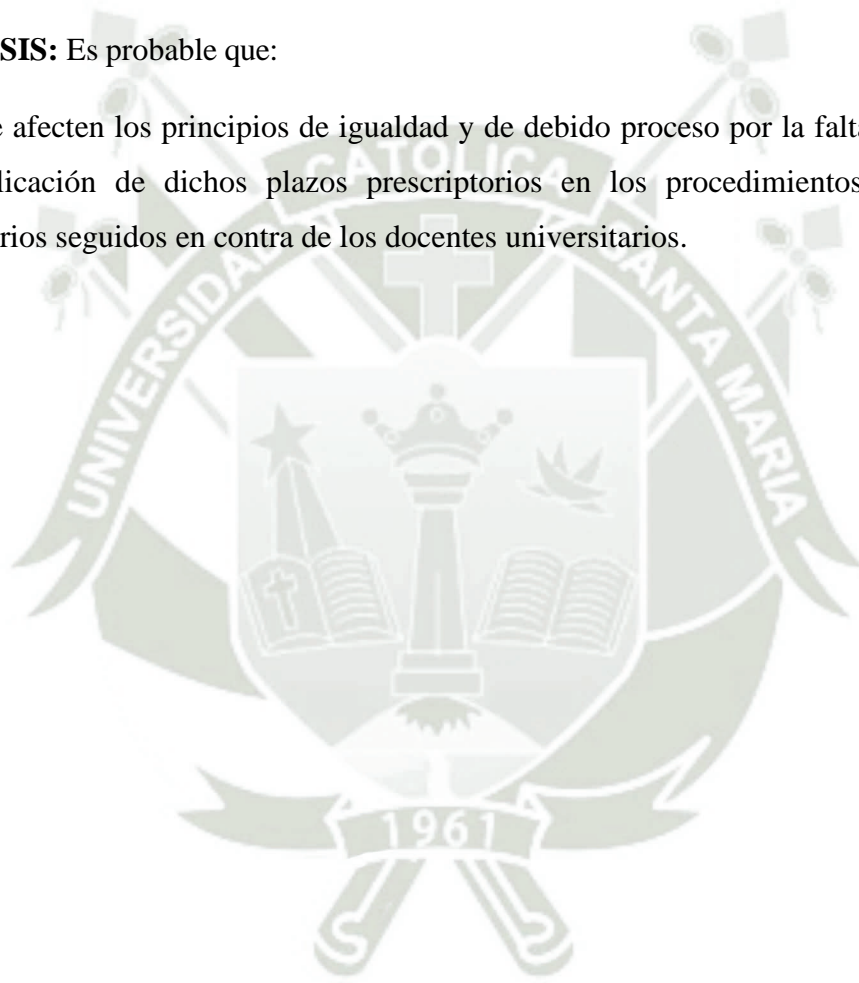 SIS: Es probable que:
e afecten los principios de igualdad y de debido proceso por la falta
licación de dichos plazos prescriptorios en los procedimientos
rios seguidos en contra de los docentes universitarios.
UNIVERSIDAD CATOLICA SANTA MARIA
1961